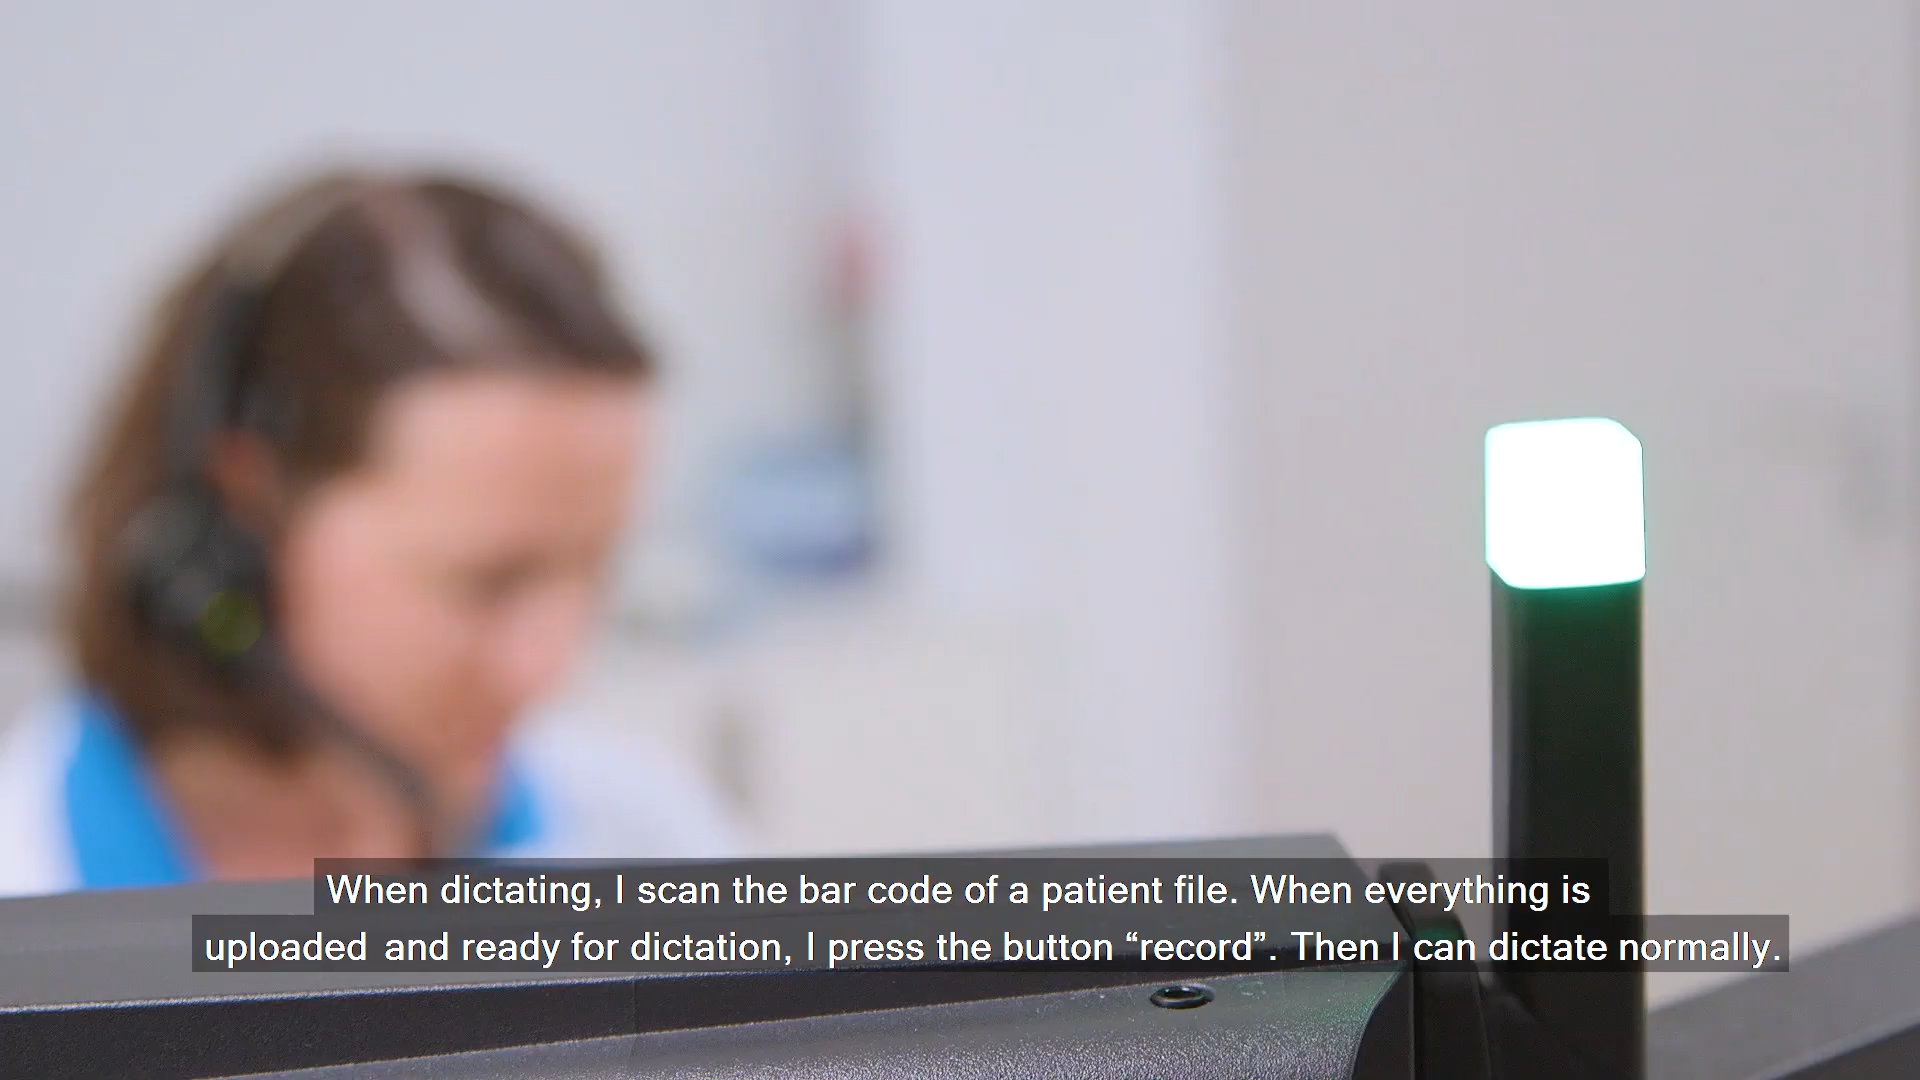 When dictating, I scan the bar code of a patient file. When everything is
uploaded and ready for dictation, I press the button “record”. Then I can dictate normally.